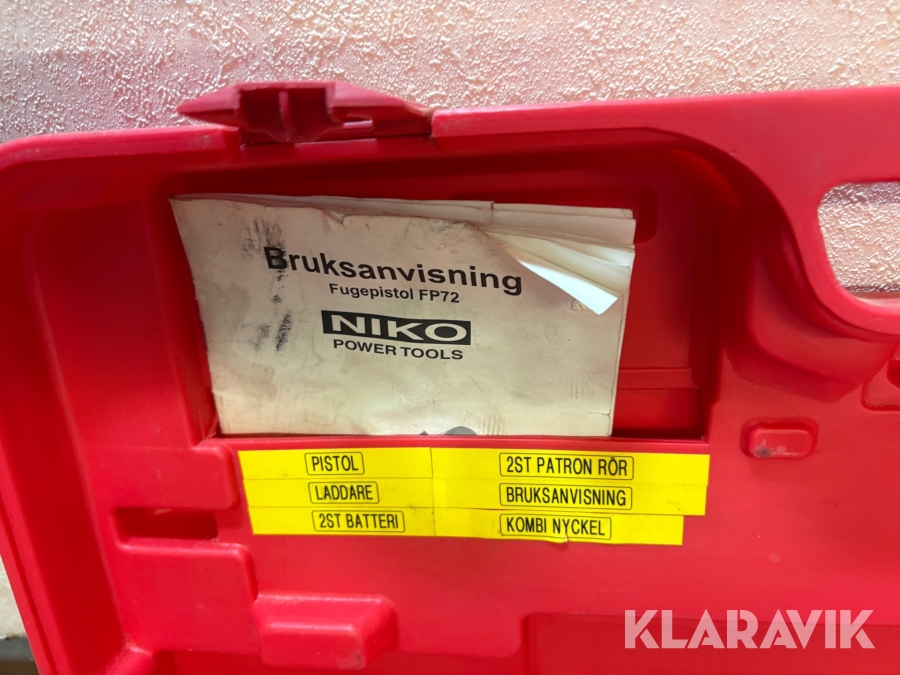 Bruksanvisning
Fugepistol FP72
NIKO
POWER TOOLS
PISTOL
2ST PATRON RÖR
LADDARE
BRUKSANVISNING
2ST BATTERI
KOMBI NYCKEL
KLARAVIK